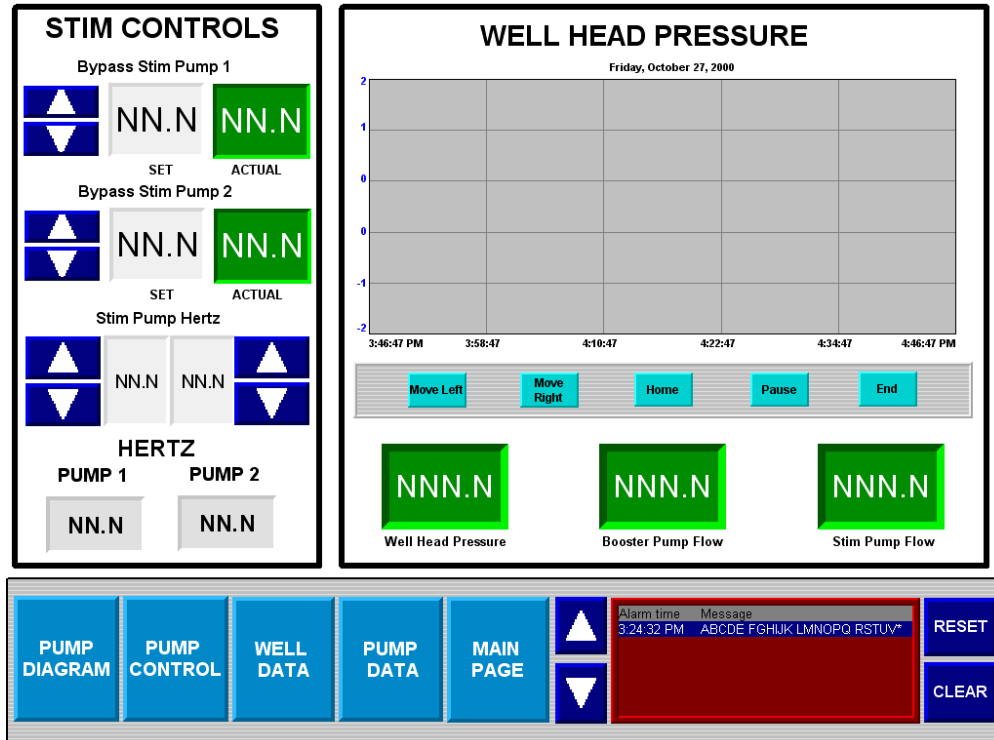 STIM CONTROLS
Bypass Stim Pump 1
NN.N NN.N
SET ACTUAL
Bypass Stim Pump 2
NN.N NN.N
SET ACTUAL
Stim Pump Hertz
NN.N NN.N
HERTZ
PUMP 1 PUMP 2
NN.N NN.N
WELL HEAD PRESSURE
Friday, October 27, 2000
2
1
0
0
-1
-2
3:46:47 PM 3:58:47 4:10:47 4:22:47 4:34:47 4:46:47 PM
Move Left Move Right Home Pause End
NNN.N NNN.N NNN.N
Well Head Pressure Booster Pump Flow Stim Pump Flow
PUMP DIAGRAM
PUMP CONTROL
WELL DATA
PUMP DATA
MAIN PAGE
Alarm time Message
3:24:32 PM ABCDE FGHIJK LMNOPQ RSTUV*
RESET
CLEAR